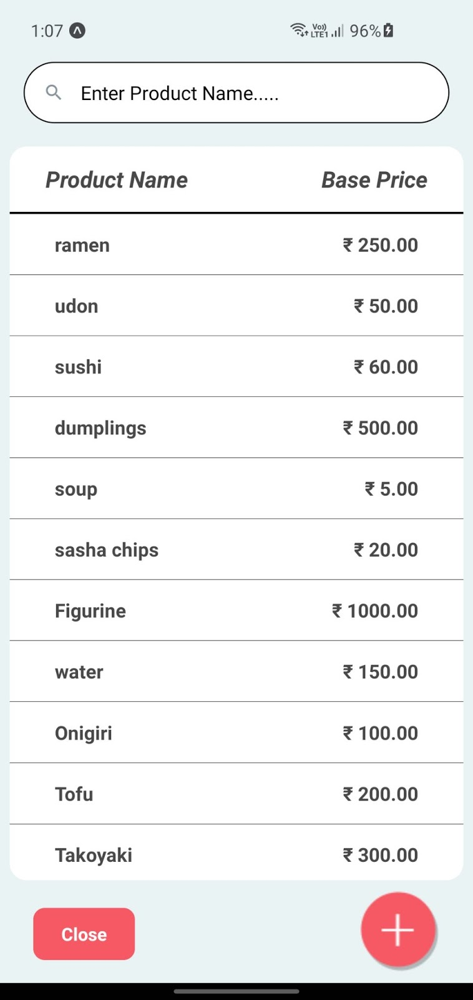 1:07 Vo)) LTE1 96%
Enter Product Name.....
Product Name Base Price
ramen ₹ 250.00
udon ₹ 50.00
sushi ₹ 60.00
dumplings ₹ 500.00
soup ₹ 5.00
sasha chips ₹ 20.00
Figurine ₹ 1000.00
water ₹ 150.00
Onigiri ₹ 100.00
Tofu ₹ 200.00
Takoyaki ₹ 300.00
Close